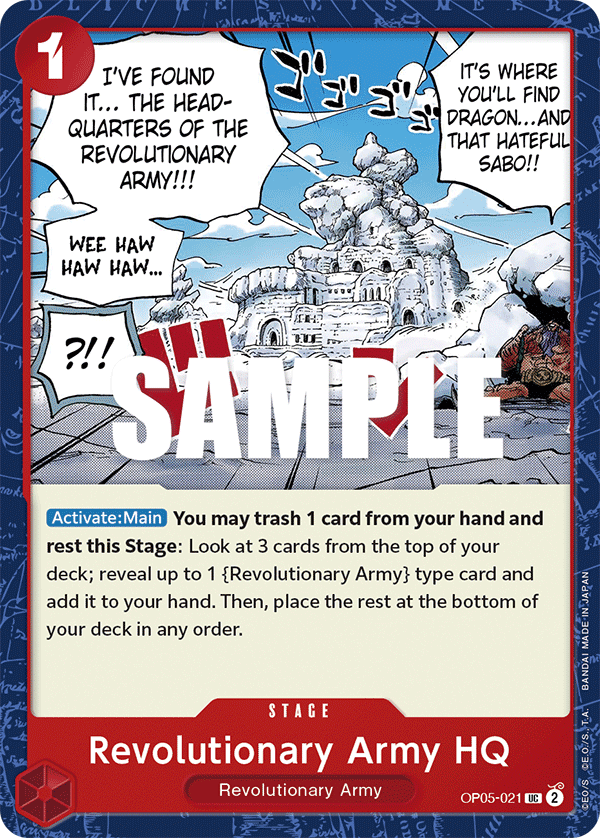 1
I'VE FOUND
IT... THE HEAD-
QUARTERS OF THE
REVOLUTIONARY
ARMY!!!
IT'S WHERE
YOU'LL FIND
DRAGON...AND
THAT HATEFUL
SABO!!
ゴゴゴゴ
WEE HAW
HAW HAW...
?!!
SAMPLE
Activate:Main You may trash 1 card from your hand and
rest this Stage: Look at 3 cards from the top of your
deck; reveal up to 1 {Revolutionary Army} type card and
add it to your hand. Then, place the rest at the bottom of
your deck in any order.
STAGE
Revolutionary Army HQ
Revolutionary Army
OP05-021 UC 2
©E.O./S. ©E.O./S., T.A. BANDAI MADE IN JAPAN